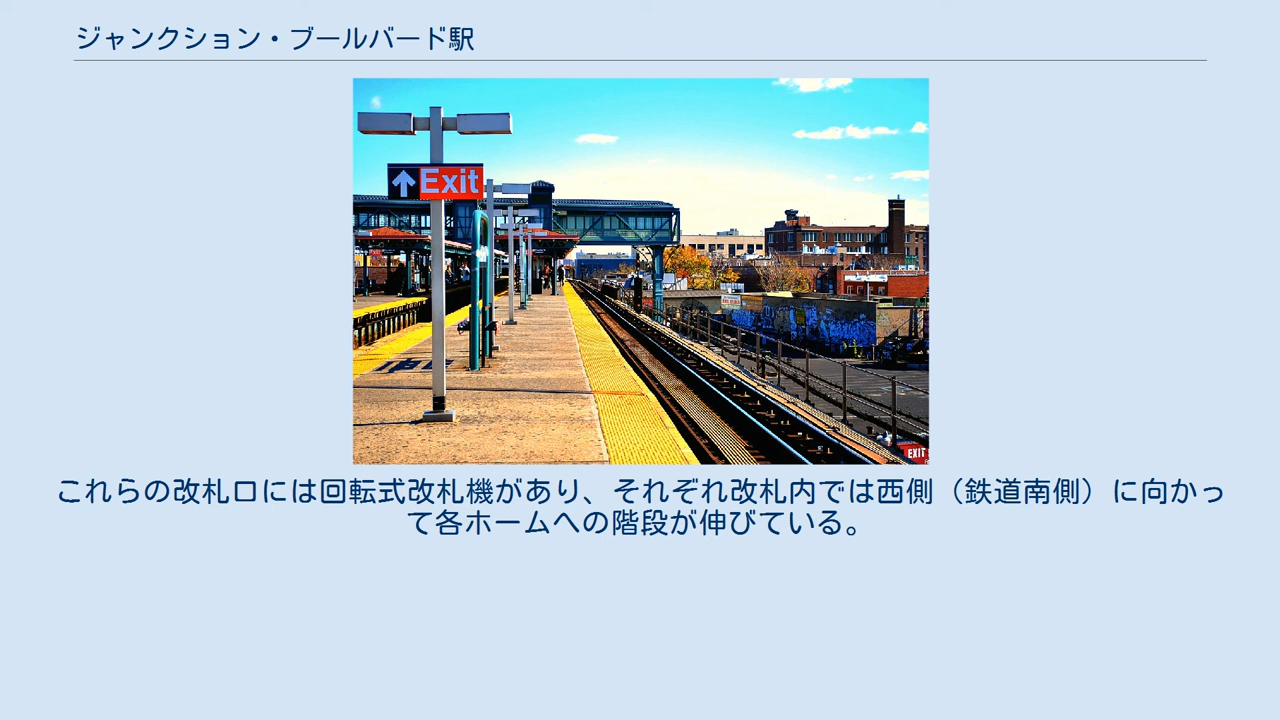 ジャンクション・ブールバード駅
Exit
EXIT
これらの改札口には回転式改札機があり、それぞれ改札内では西側（鉄道南側）に向かっ
て各ホームへの階段が伸びている。